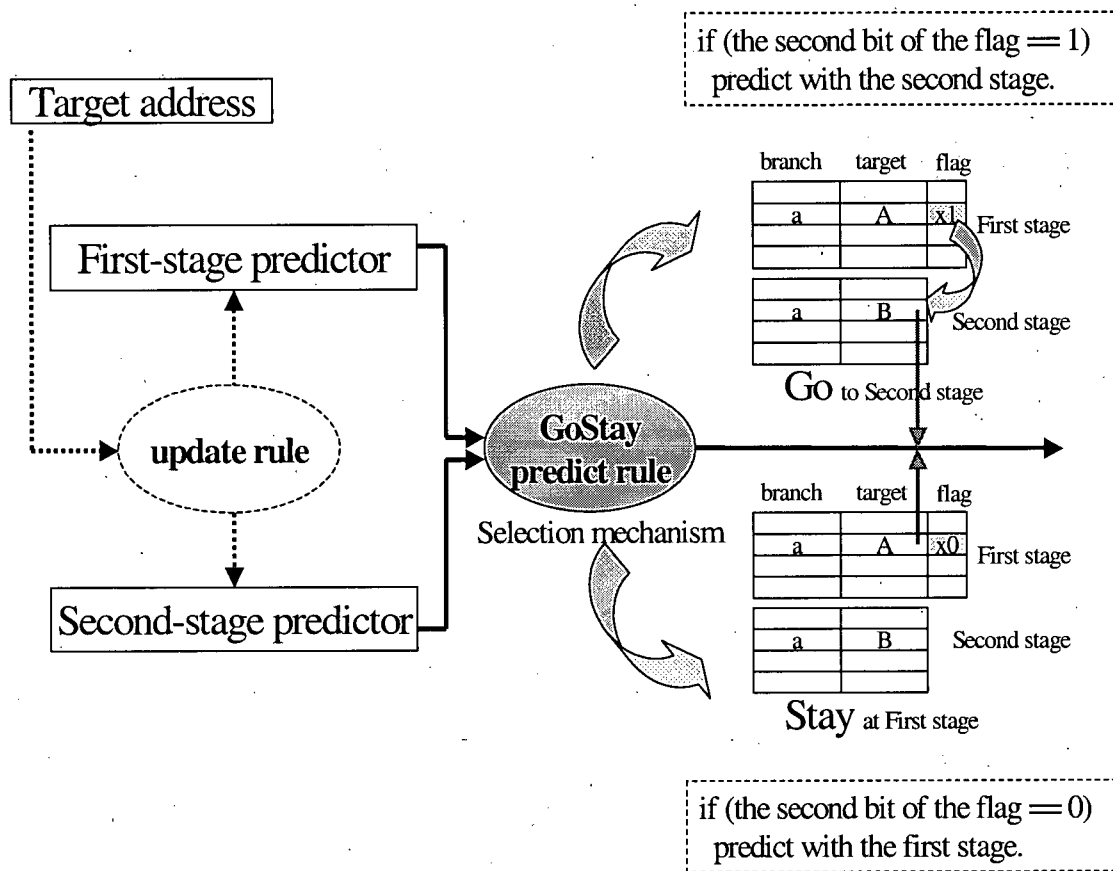 if (the second bit of the flag == 1)
predict with the second stage.
Target address
branch target flag
a A x1
First stage
First-stage predictor
a B
Second stage
Go to Second stage
update rule
GoStay
predict rule
Selection mechanism
branch target flag
a A x0
First stage
Second-stage predictor
a B
Second stage
Stay at First stage
if (the second bit of the flag == 0)
predict with the first stage.